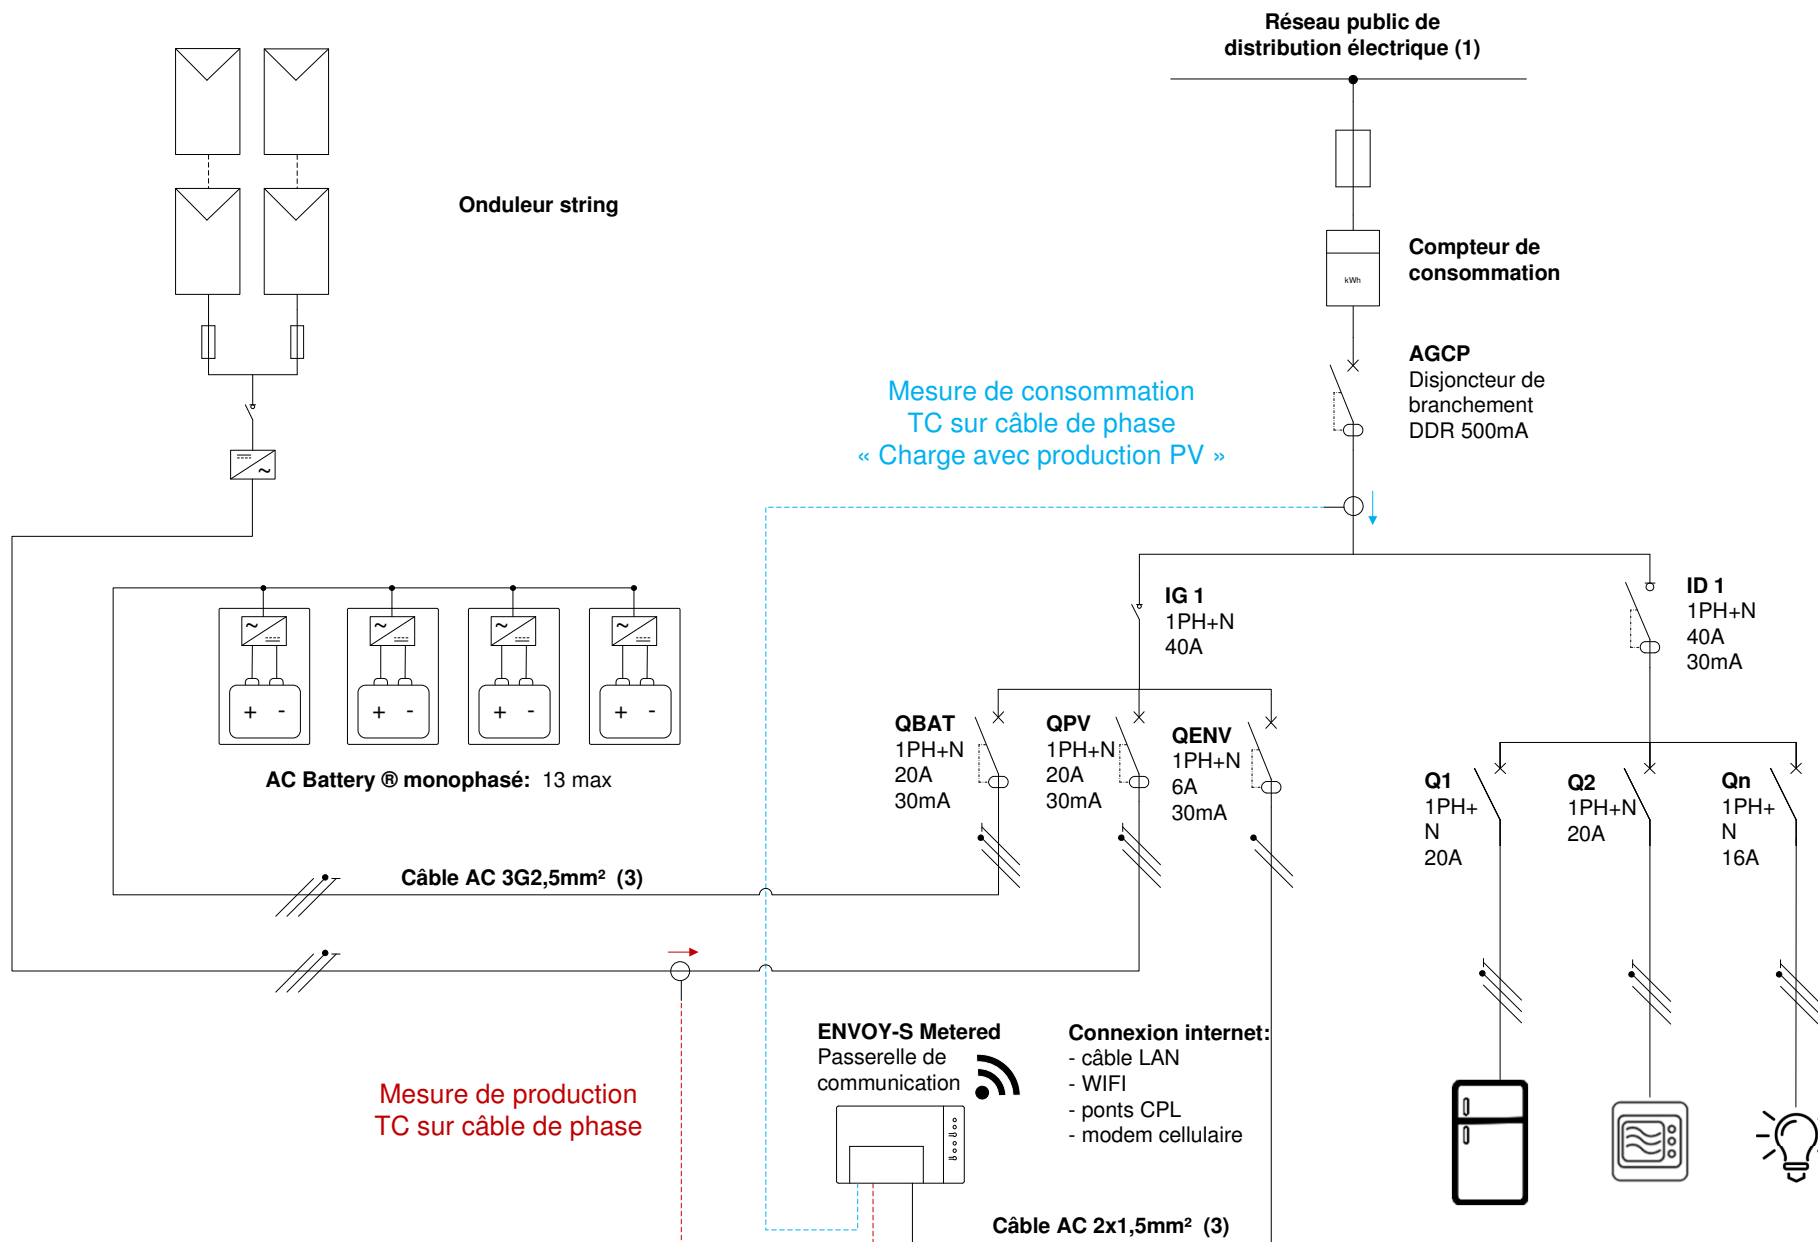 Réseau public de
distribution électrique (1)
Onduleur string
Compteur de
consommation
kWh
AGCP
Disjoncteur de
branchement
DDR 500mA
Mesure de consommation
TC sur câble de phase
« Charge avec production PV »
IG 1
1PH+N
40A
ID 1
1PH+N
40A
30mA
+ -
+ -
+ -
+ -
AC Battery ® monophasé: 13 max
QBAT
1PH+N
20A
30mA
QPV
1PH+N
20A
30mA
QENV
1PH+N
6A
30mA
Q1
1PH+
N
20A
Q2
1PH+N
20A
Qn
1PH+
N
16A
Câble AC 3G2,5mm² (3)
ENVOY-S Metered
Passerelle de
communication
Connexion internet:
- câble LAN
- WIFI
- ponts CPL
- modem cellulaire
Mesure de production
TC sur câble de phase
Câble AC 2x1,5mm² (3)